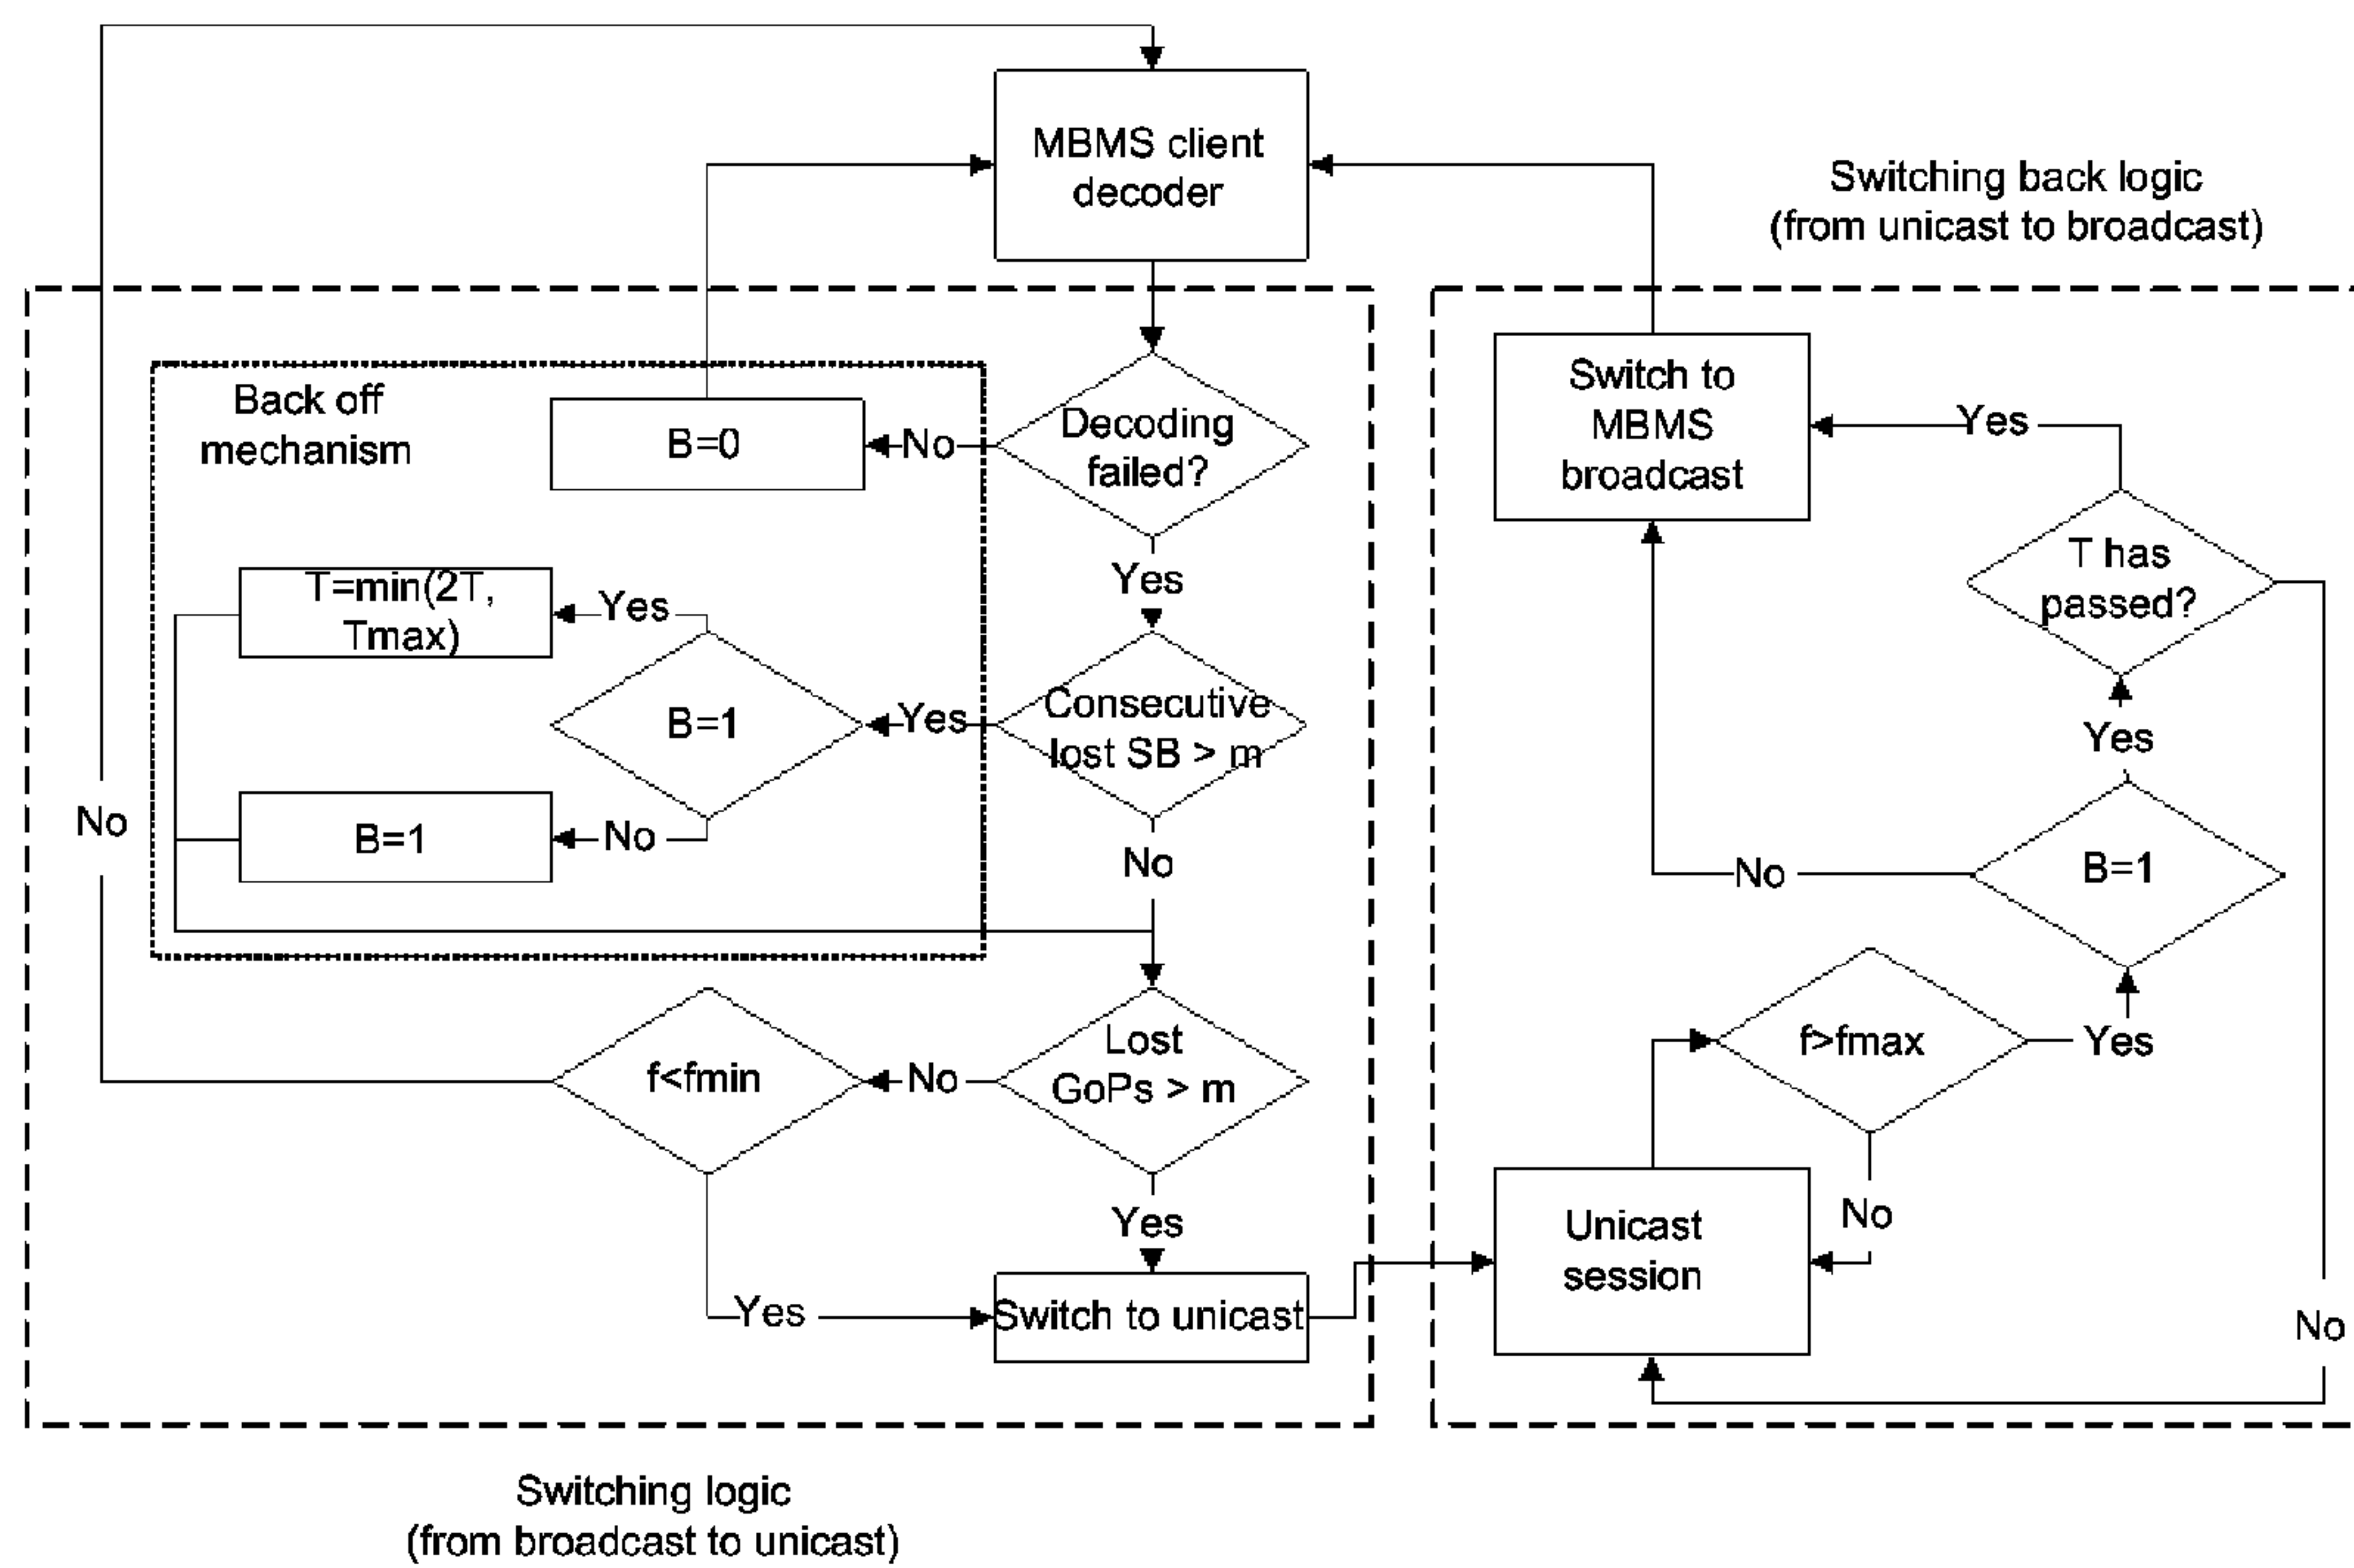 MBMS client
decoder
Switching back logic
(from unicast to broadcast)
Back off
mechanism
B=0
No
Decoding
failed?
Switch to
MBMS
broadcast
Yes
T has
passed?
Yes
T=min(2T,
Tmax)
Yes
B=1
Yes
Consecutive
lost SB > m
Yes
No
B=1
No
No
No
B=1
f<fmin
No
Lost
GoPs > m
f>fmax
Yes
Yes
No
Unicast
session
Yes
Switch to unicast
No
Switching logic
(from broadcast to unicast)